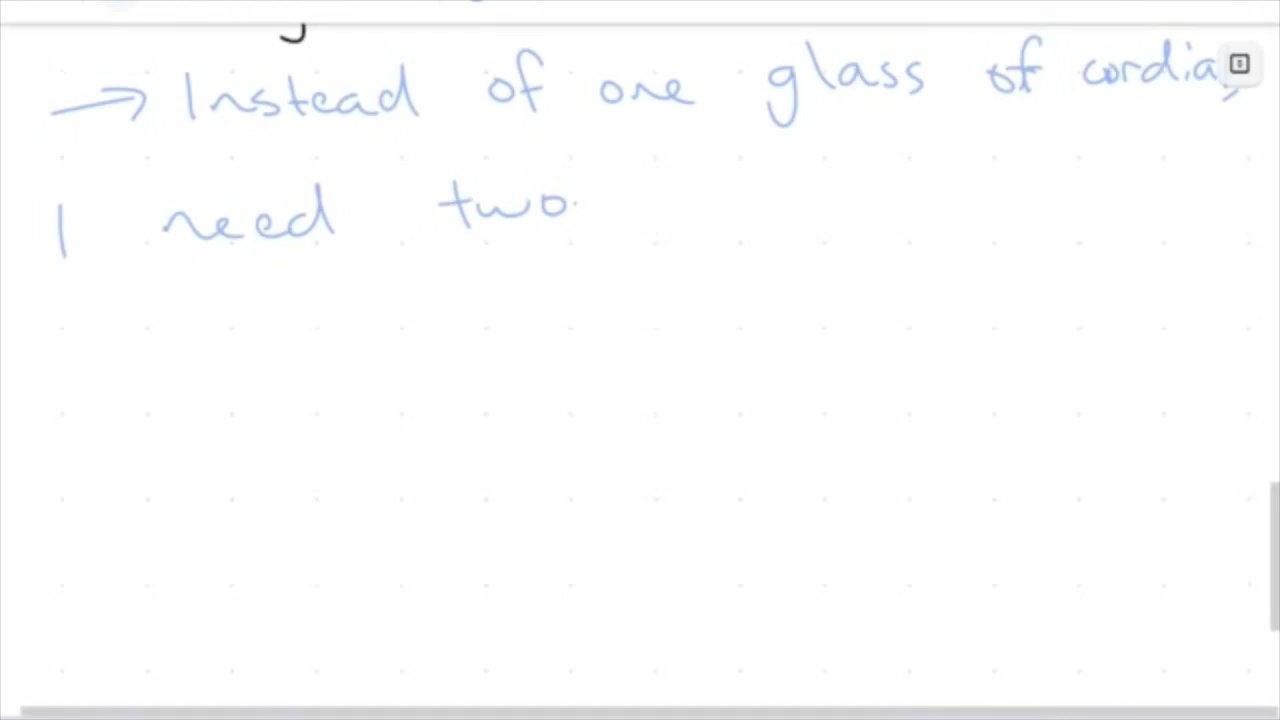 → Instead of one glass of cordial,
I need two.